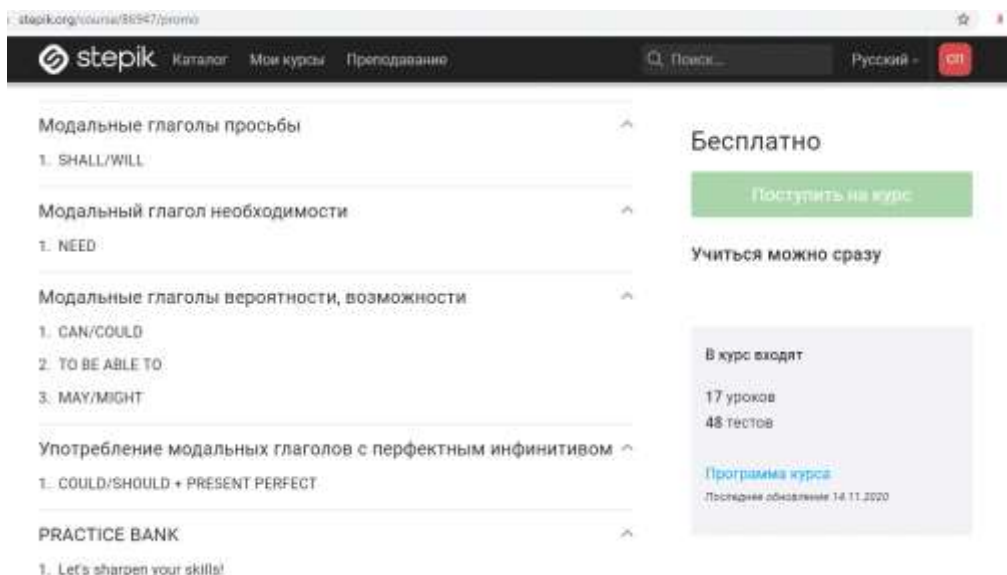 stepik.org/course/86947/promo
stepik Каталог Мои курсы Преподавание Поиск... Русский СП
Модальные глаголы просьбы
1. SHALL/WILL
Модальный глагол необходимости
1. NEED
Модальные глаголы вероятности, возможности
1. CAN/COULD
2. TO BE ABLE TO
3. MAY/MIGHT
Употребление модальных глаголов с перфектным инфинитивом
1. COULD/SHOULD + PRESENT PERFECT
PRACTICE BANK
1. Let's sharpen your skills!
Бесплатно
Поступить на курс
Учиться можно сразу
В курс входят
17 уроков
48 тестов
Программа курса
Последнее обновление 14.11.2020